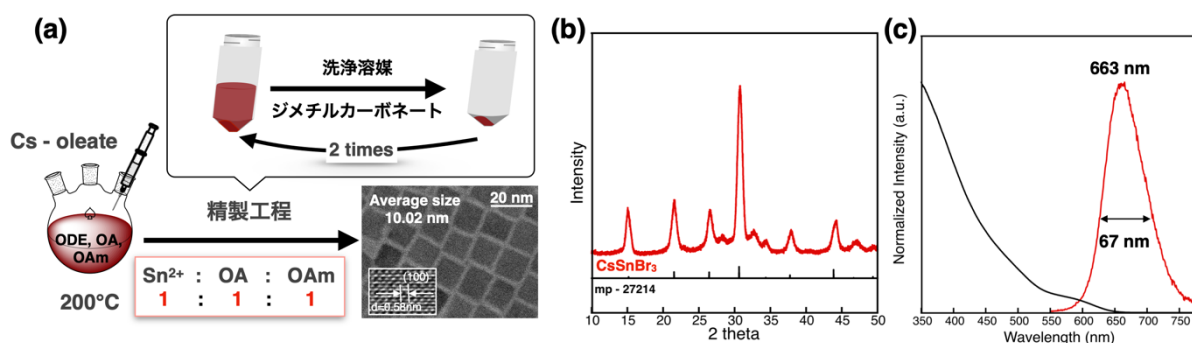 (a)
洗浄溶媒
ジメチルカーボネート
2 times
Cs - oleate
精製工程
ODE, OA,
OAm
200°C
Sn²⁺ : OA : OAm
1 : 1 : 1
Average size
10.02 nm
20 nm
(100)
d=0.58nm
(b)
Intensity
CsSnBr₃
mp - 27214
10 15 20 25 30 35 40 45 50
2 theta
(c)
Normalized Intensity (a.u.)
663 nm
67 nm
350 400 450 500 550 600 650 700 750
Wavelength (nm)